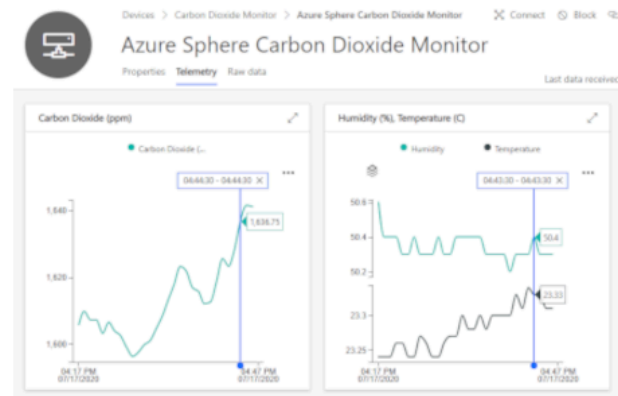 Devices > Carbon Dioxide Monitor > Azure Sphere Carbon Dioxide Monitor
Connect
Block
Azure Sphere Carbon Dioxide Monitor
Properties Telemetry Raw data
Last data received
Carbon Dioxide (ppm)
Carbon Dioxide (...
04:44:30 - 04:44:30 ×
1,640
1,638.75
1,620
1,600
04:17 PM
07/17/2020
04:47 PM
07/17/2020
Humidity (%), Temperature (C)
Humidity
Temperature
04:43:30 - 04:43:30 ×
50.6
50.4
50.4
50.2
23.33
23.3
23.25
04:17 PM
07/17/2020
04:47 PM
07/17/2020